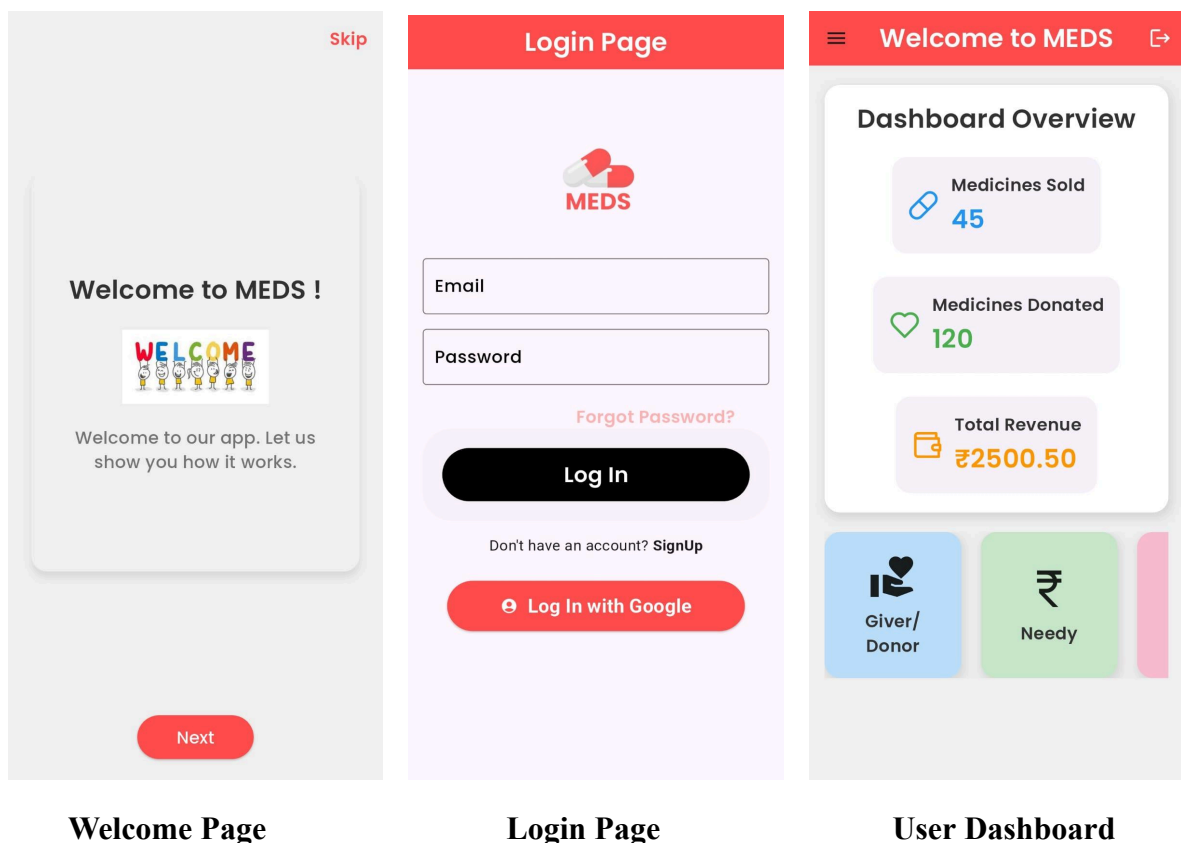 Skip
Welcome to MEDS !
WELCOME
Welcome to our app. Let us
show you how it works.
Next
Welcome Page
Login Page
MEDS
Email
Password
Forgot Password?
Log In
Don't have an account? SignUp
Log In with Google
Login Page
Welcome to MEDS
Dashboard Overview
Medicines Sold
45
Medicines Donated
120
Total Revenue
₹2500.50
Giver/
Donor
₹
Needy
User Dashboard